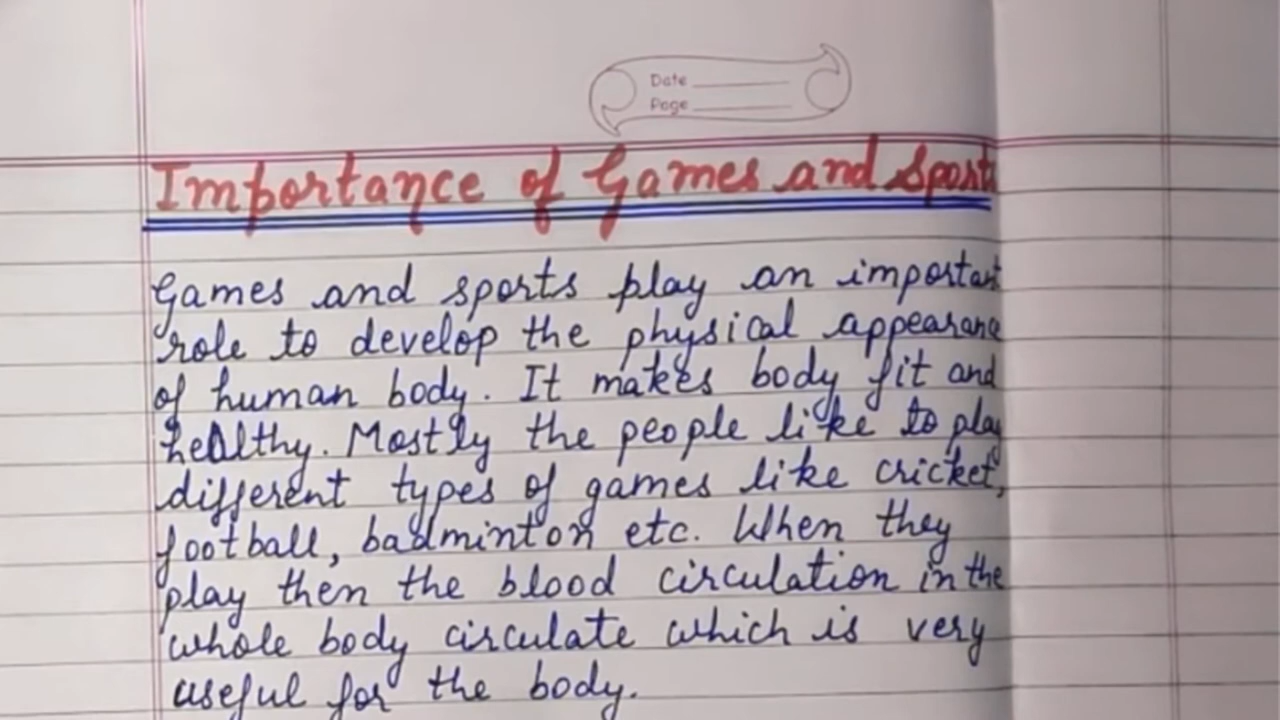 Date
Page
Importance of Games and Sports
Games and sports play an important
role to develop the physical appearance
of human body. It makes body fit and
healthy. Mostly the people like to play
different types of games like cricket,
football, badminton etc. When they
play then the blood circulation in the
whole body circulate which is very
useful for the body.